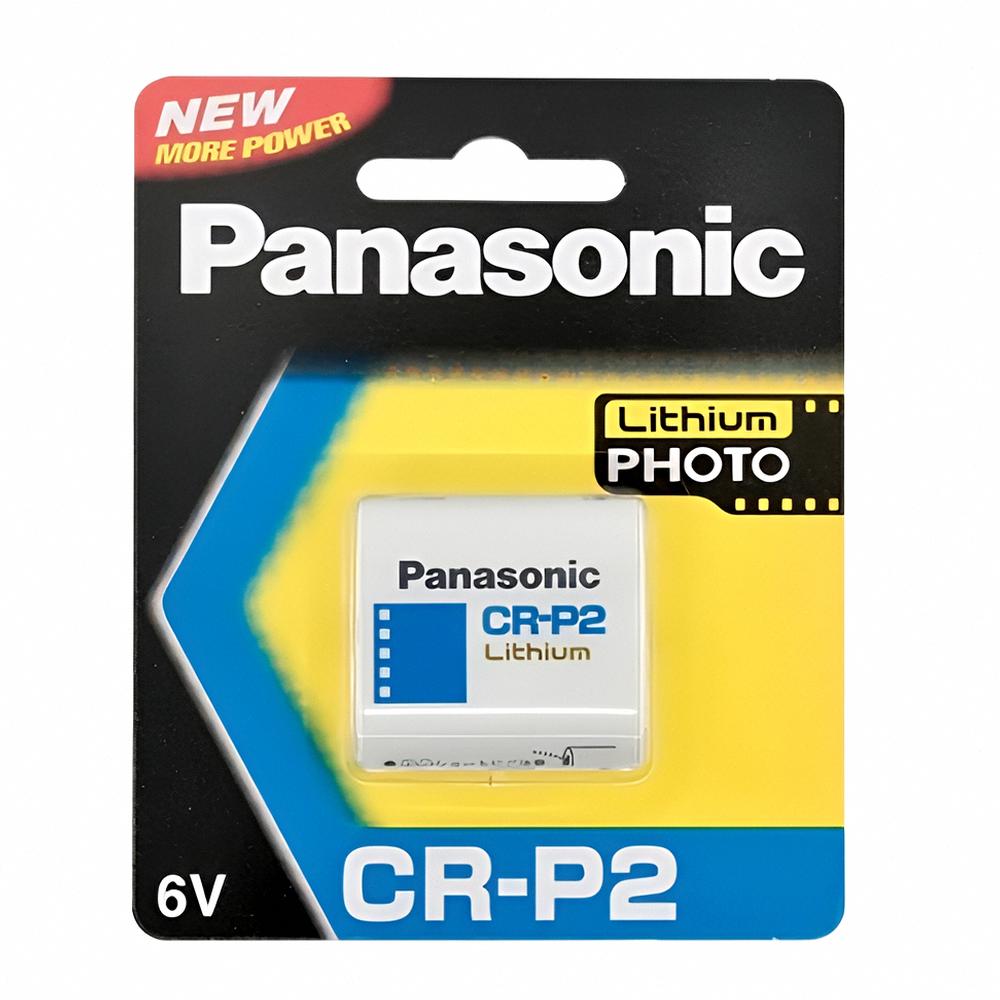 NEW
MORE POWER
Panasonic
Lithium
PHOTO
Panasonic
CR-P2
Lithium
6V
CR-P2